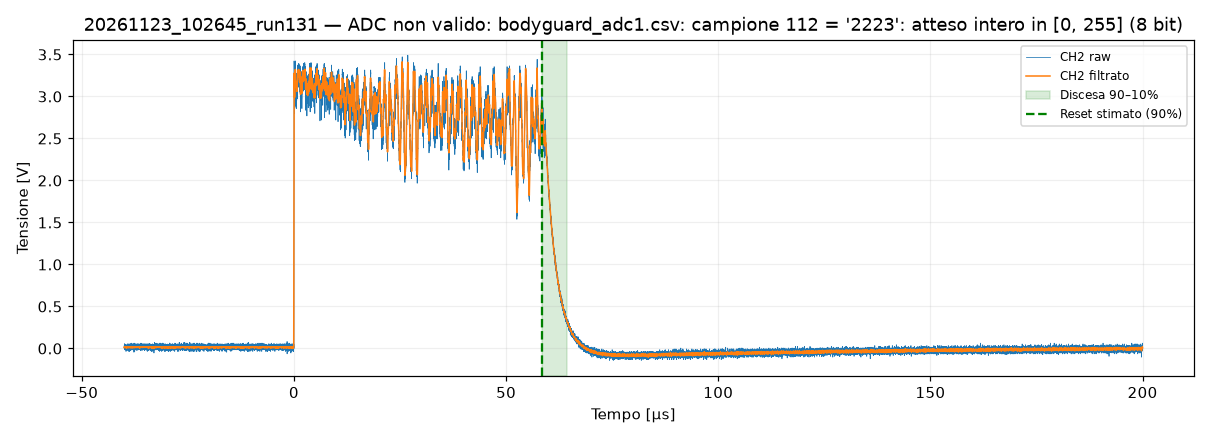 20261123_102645_run131 — ADC non valido: bodyguard_adc1.csv: campione 112 = '2223': atteso intero in [0, 255] (8 bit)
CH2 raw
CH2 filtrato
Discesa 90–10%
Reset stimato (90%)
Tensione [V]
3.5
3.0
2.5
2.0
1.5
1.0
0.5
0.0
−50
0
50
100
150
200
Tempo [µs]